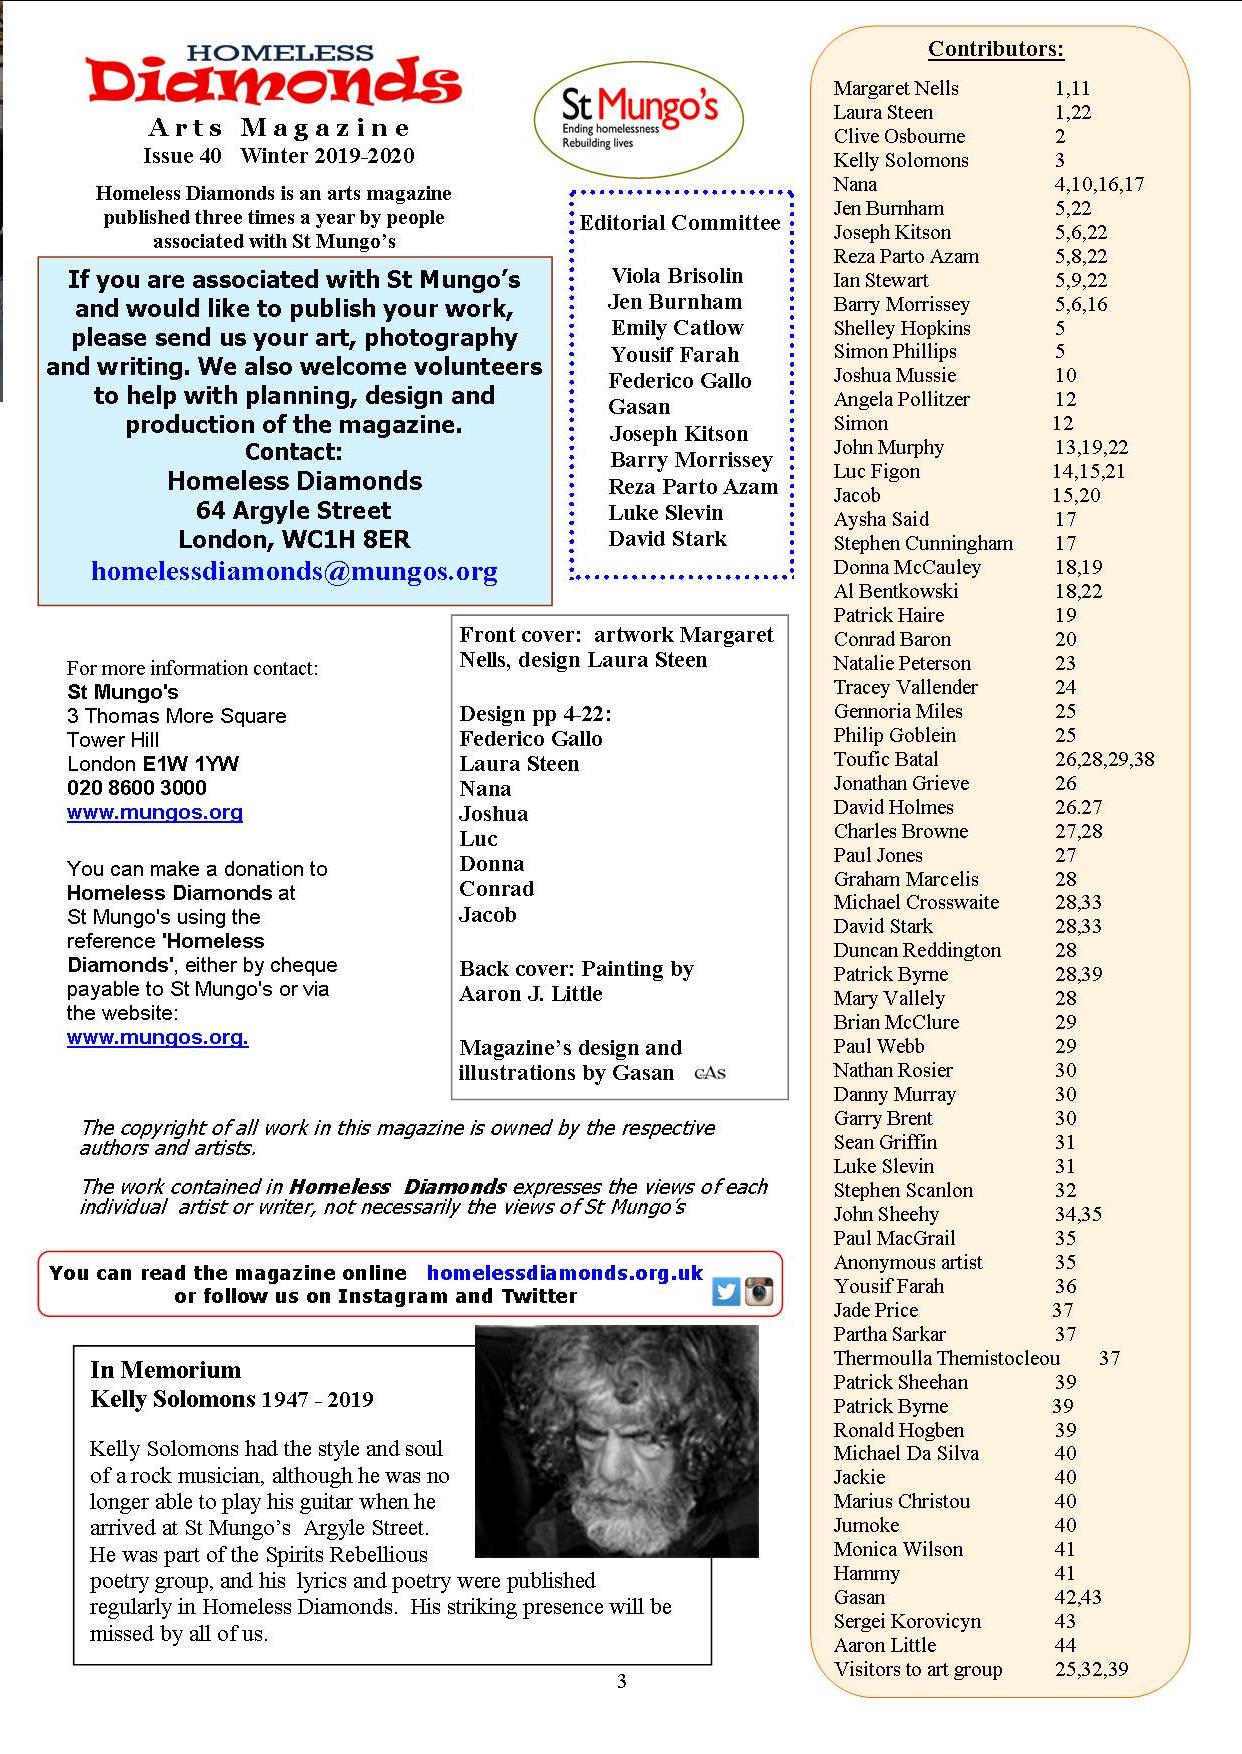 HOMELESS
Diamonds
Arts Magazine
Issue 40 Winter 2019-2020
Homeless Diamonds is an arts magazine
published three times a year by people
associated with St Mungo’s
If you are associated with St Mungo’s
and would like to publish your work,
please send us your art, photography
and writing. We also welcome volunteers
to help with planning, design and
production of the magazine.
Contact:
Homeless Diamonds
64 Argyle Street
London, WC1H 8ER
homelessdiamonds@mungos.org
St Mungo’s
Ending homelessness
Rebuilding lives
Editorial Committee
Viola Brisolin
Jen Burnham
Emily Catlow
Yousif Farah
Federico Gallo
Gasan
Joseph Kitson
Barry Morrissey
Reza Parto Azam
Luke Slevin
David Stark
For more information contact:
St Mungo's
3 Thomas More Square
Tower Hill
London E1W 1YW
020 8600 3000
www.mungos.org
You can make a donation to
Homeless Diamonds at
St Mungo's using the
reference 'Homeless
Diamonds', either by cheque
payable to St Mungo's or via
the website:
www.mungos.org.
Front cover: artwork Margaret
Nells, design Laura Steen
Design pp 4-22:
Federico Gallo
Laura Steen
Nana
Joshua
Luc
Donna
Conrad
Jacob
Back cover: Painting by
Aaron J. Little
Magazine’s design and
illustrations by Gasan GAS
The copyright of all work in this magazine is owned by the respective
authors and artists.
The work contained in Homeless Diamonds expresses the views of each
individual artist or writer, not necessarily the views of St Mungo’s
You can read the magazine online homelessdiamonds.org.uk
or follow us on Instagram and Twitter
In Memorium
Kelly Solomons 1947 - 2019
Kelly Solomons had the style and soul
of a rock musician, although he was no
longer able to play his guitar when he
arrived at St Mungo’s Argyle Street.
He was part of the Spirits Rebellious
poetry group, and his lyrics and poetry were published
regularly in Homeless Diamonds. His striking presence will be
missed by all of us.
3
Contributors:
Margaret Nells 1,11
Laura Steen 1,22
Clive Osbourne 2
Kelly Solomons 3
Nana 4,10,16,17
Jen Burnham 5,22
Joseph Kitson 5,6,22
Reza Parto Azam 5,8,22
Ian Stewart 5,9,22
Barry Morrissey 5,6,16
Shelley Hopkins 5
Simon Phillips 5
Joshua Mussie 10
Angela Pollitzer 12
Simon 12
John Murphy 13,19,22
Luc Figon 14,15,21
Jacob 15,20
Aysha Said 17
Stephen Cunningham 17
Donna McCauley 18,19
Al Bentkowski 18,22
Patrick Haire 19
Conrad Baron 20
Natalie Peterson 23
Tracey Vallender 24
Gennoria Miles 25
Philip Goblein 25
Toufic Batal 26,28,29,38
Jonathan Grieve 26
David Holmes 26.27
Charles Browne 27,28
Paul Jones 27
Graham Marcelis 28
Michael Crosswaite 28,33
David Stark 28,33
Duncan Reddington 28
Patrick Byrne 28,39
Mary Vallely 28
Brian McClure 29
Paul Webb 29
Nathan Rosier 30
Danny Murray 30
Garry Brent 30
Sean Griffin 31
Luke Slevin 31
Stephen Scanlon 32
John Sheehy 34,35
Paul MacGrail 35
Anonymous artist 35
Yousif Farah 36
Jade Price 37
Partha Sarkar 37
Thermoulla Themistocleou 37
Patrick Sheehan 39
Patrick Byrne 39
Ronald Hogben 39
Michael Da Silva 40
Jackie 40
Marius Christou 40
Jumoke 40
Monica Wilson 41
Hammy 41
Gasan 42,43
Sergei Korovicyn 43
Aaron Little 44
Visitors to art group 25,32,39